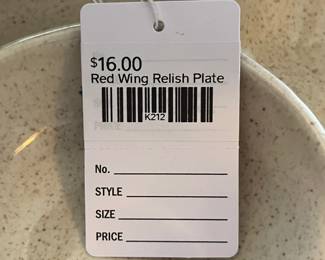 $16.00
Red Wing Relish Plate
K212
No.
STYLE
SIZE
PRICE